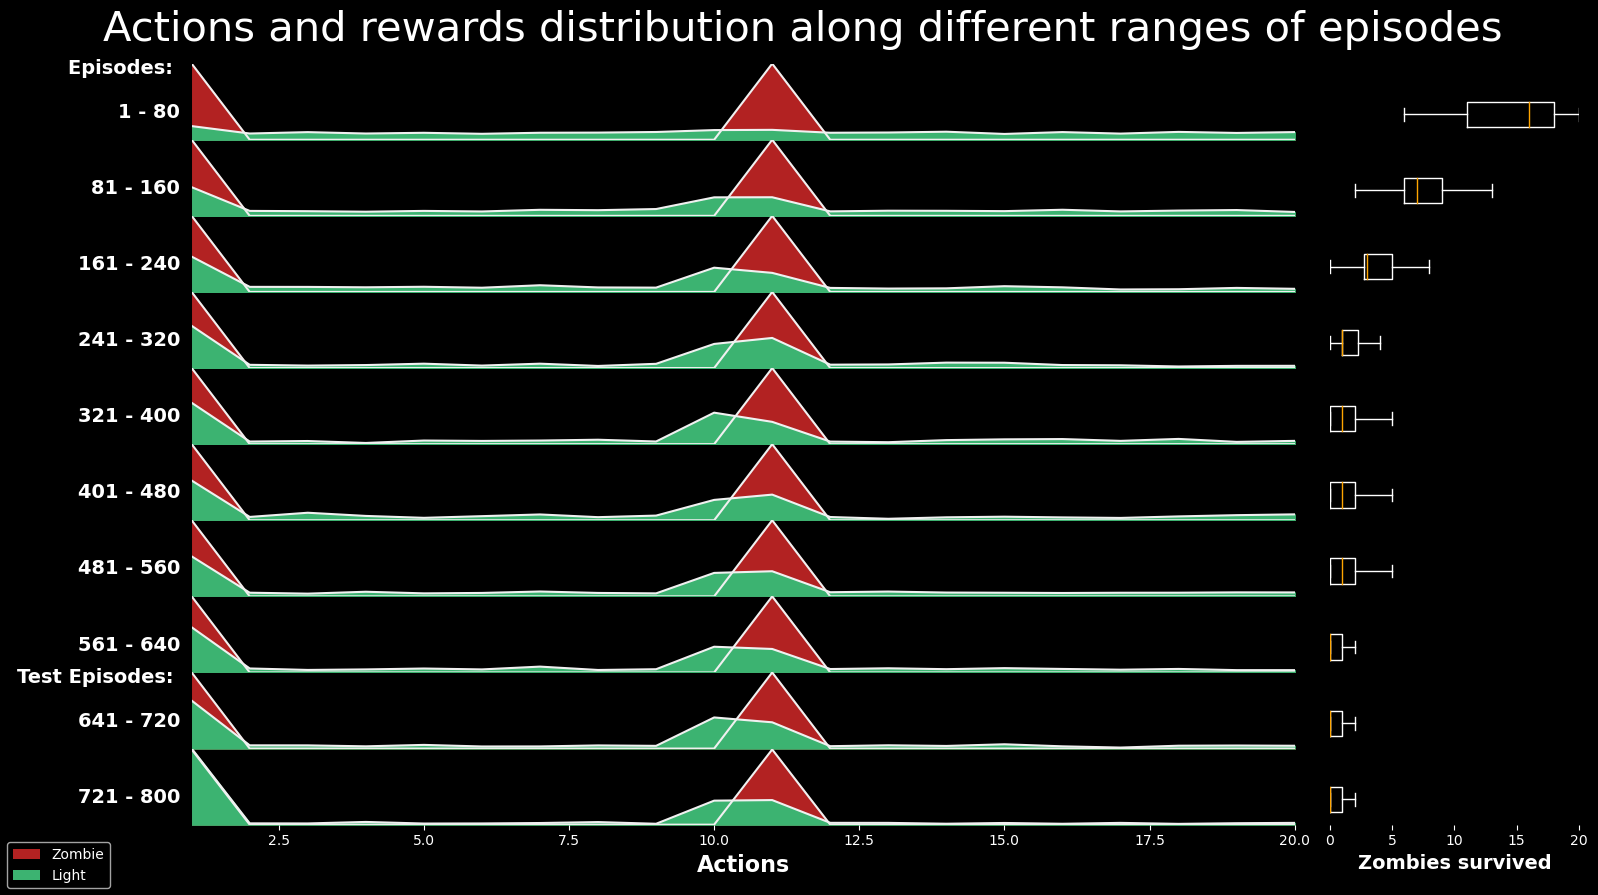 Actions and rewards distribution along different ranges of episodes
Episodes:
1 - 80
81 - 160
161 - 240
241 - 320
321 - 400
401 - 480
481 - 560
561 - 640
Test Episodes:
641 - 720
721 - 800
2.5 5.0 7.5 10.0 12.5 15.0 17.5 20.0
0 5 10 15 20
Actions
Zombies survived
Zombie
Light